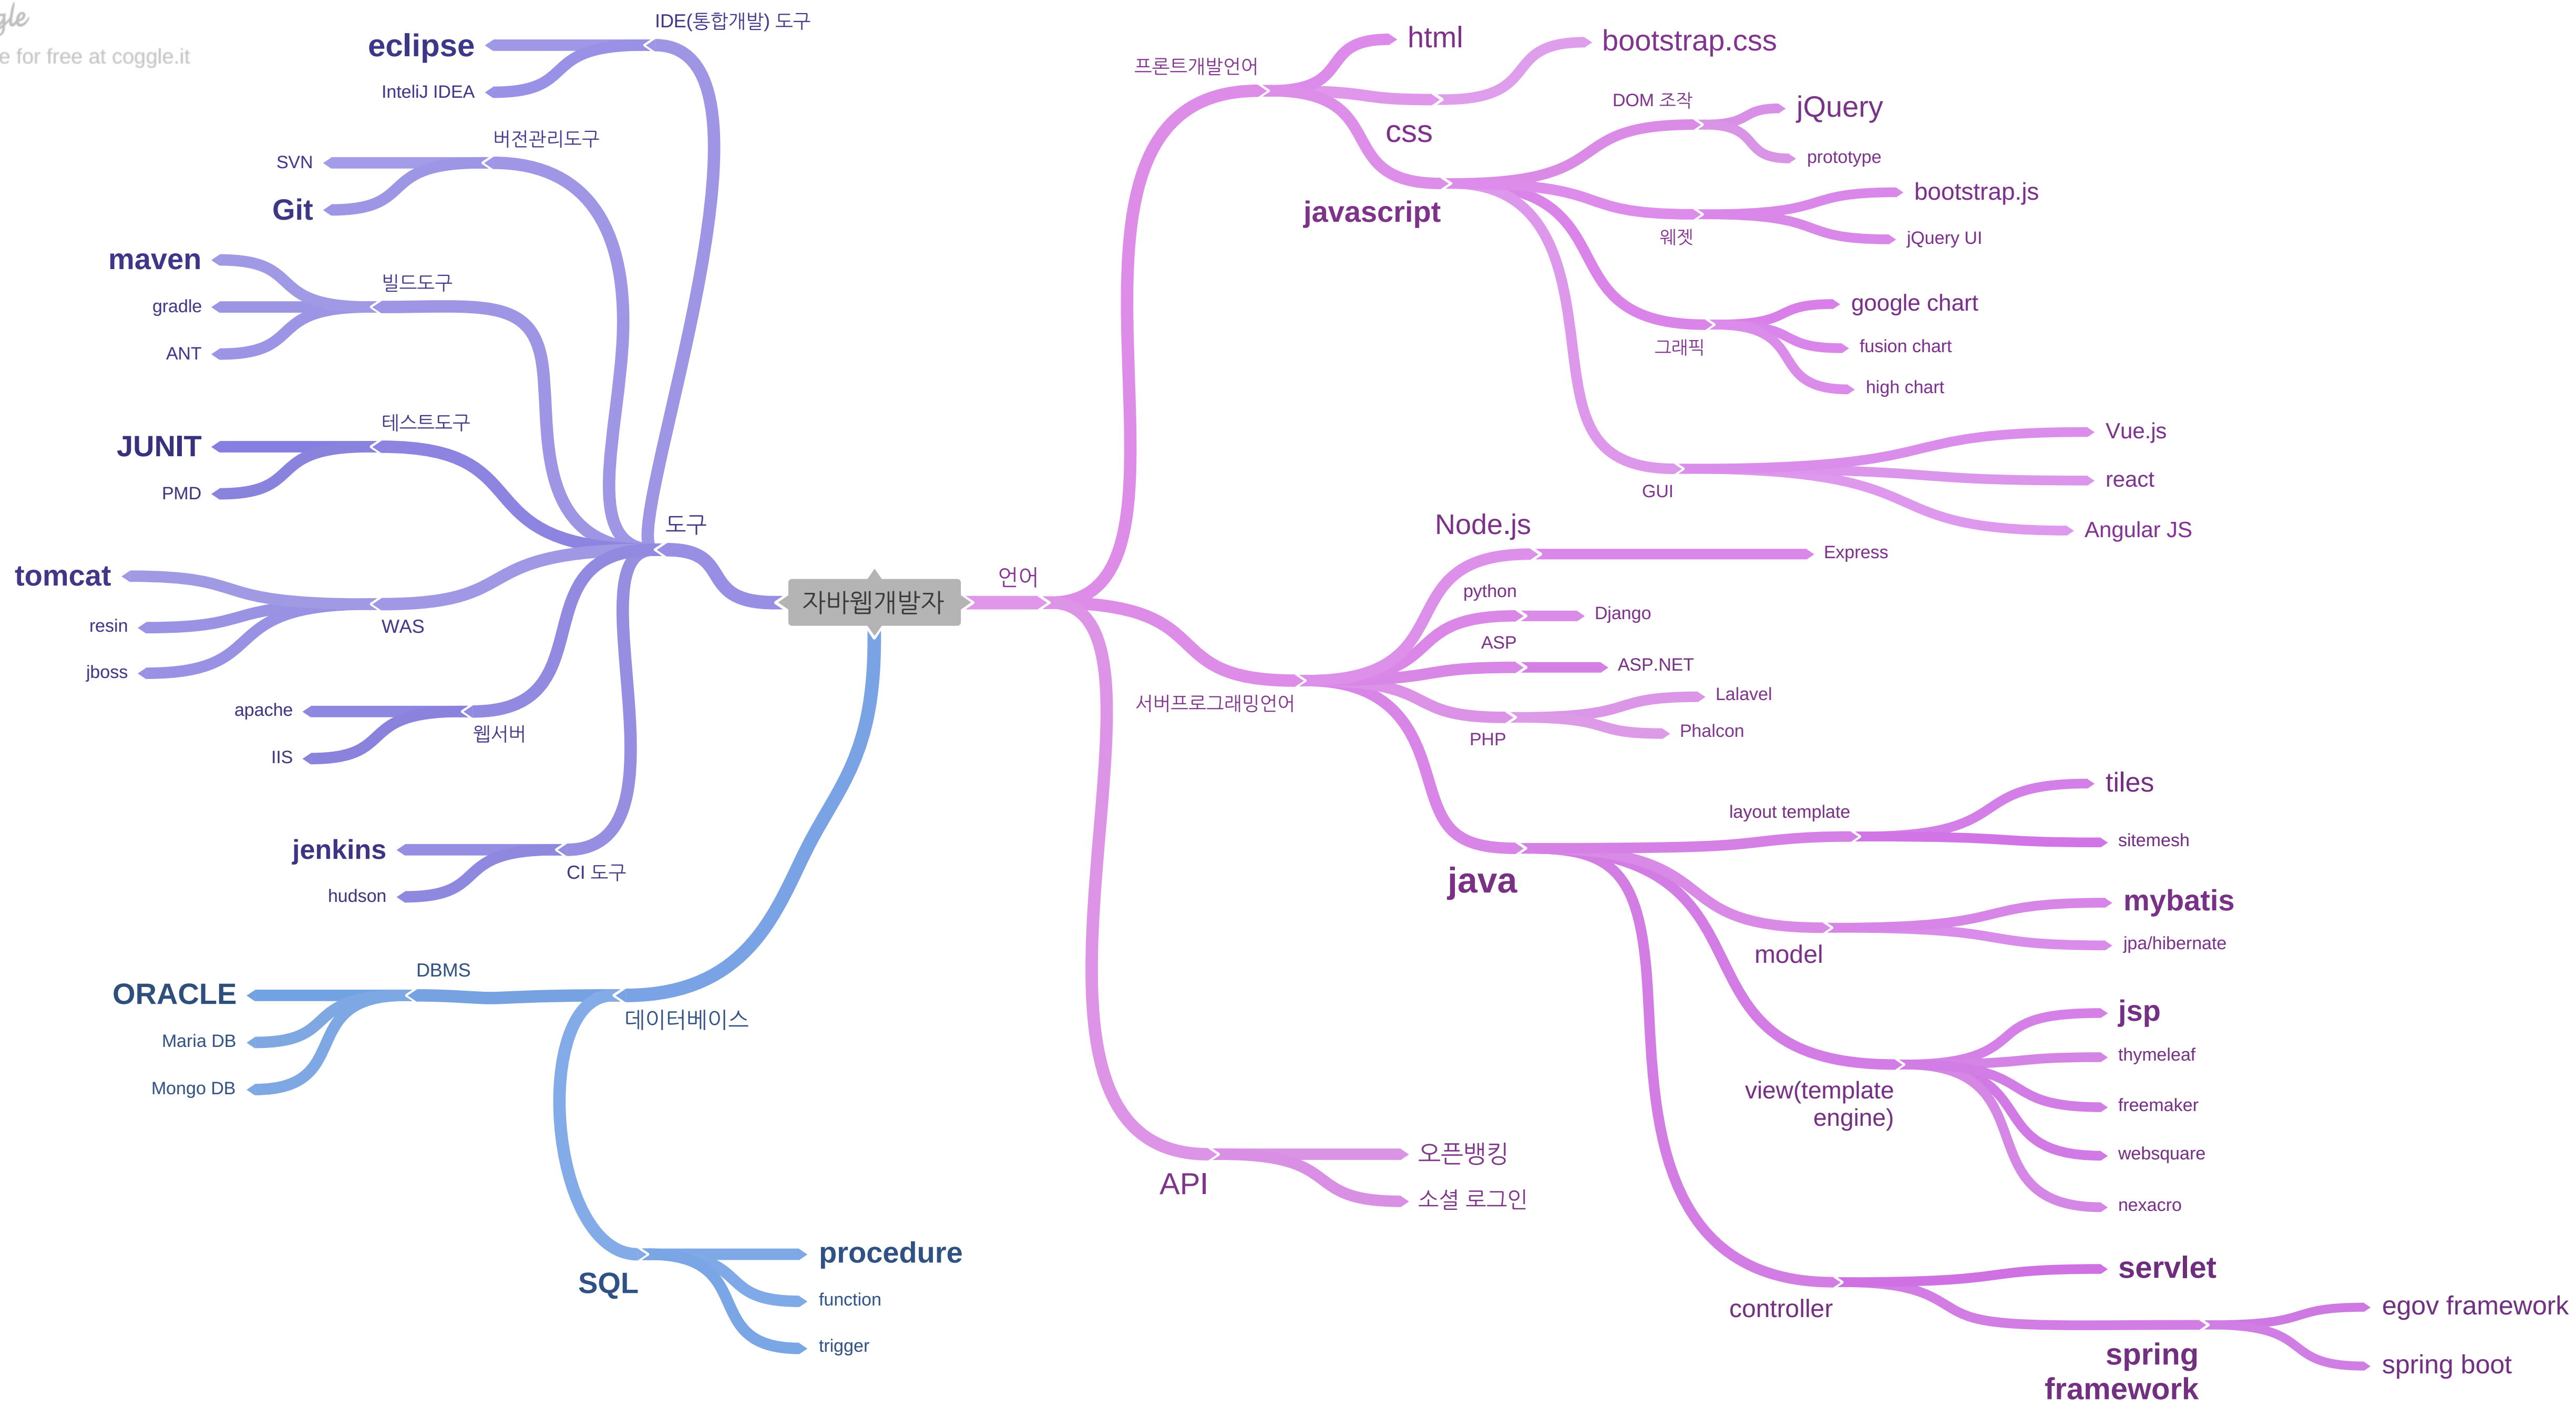 gle
e for free at coggle.it
자바웹개발자
도구
IDE(통합개발) 도구
eclipse
InteliJ IDEA
버전관리도구
SVN
Git
빌드도구
maven
gradle
ANT
테스트도구
JUNIT
PMD
WAS
tomcat
resin
jboss
웹서버
apache
IIS
CI 도구
jenkins
hudson
데이터베이스
DBMS
ORACLE
Maria DB
Mongo DB
SQL
procedure
function
trigger
언어
프론트개발언어
html
css
bootstrap.css
javascript
DOM 조작
jQuery
prototype
웨젯
bootstrap.js
jQuery UI
그래픽
google chart
fusion chart
high chart
GUI
Vue.js
react
Angular JS
서버프로그래밍언어
Node.js
Express
python
Django
ASP
ASP.NET
PHP
Lalavel
Phalcon
java
layout template
tiles
sitemesh
model
mybatis
jpa/hibernate
view(template
engine)
jsp
thymeleaf
freemaker
websquare
nexacro
controller
servlet
spring
framework
egov framework
spring boot
API
오픈뱅킹
소셜 로그인